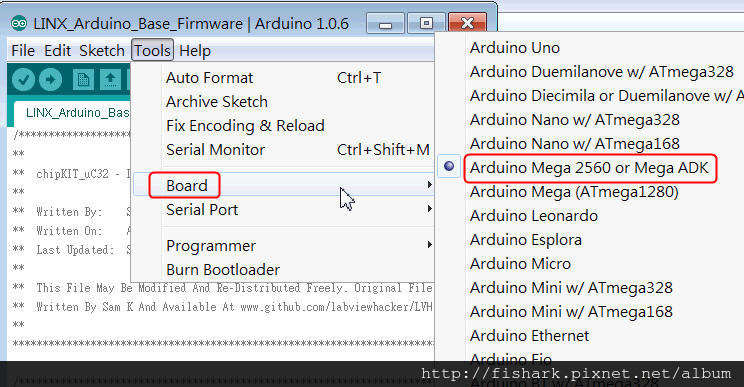 LINX_Arduino_Base_Firmware | Arduino 1.0.6
File Edit Sketch Tools Help
LINX_Arduino_Bas
/**********************
**
** chipKIT_uC32 - 
**
** Written By: S
** Written On: A
** Last Updated: S
**
** This File May Be Modified And Re-Distributed Freely. Original File
** Written By Sam K And Available At www.github.com/labviewhacker/LVH
**
Auto Format Ctrl+T
Archive Sketch
Fix Encoding & Reload
Serial Monitor Ctrl+Shift+M
Board
Serial Port
Programmer
Burn Bootloader
Arduino Uno
Arduino Duemilanove w/ ATmega328
Arduino Diecimila or Duemilanove w/
Arduino Nano w/ ATmega328
Arduino Nano w/ ATmega168
Arduino Mega 2560 or Mega ADK
Arduino Mega (ATmega1280)
Arduino Leonardo
Arduino Esplora
Arduino Micro
Arduino Mini w/ ATmega328
Arduino Mini w/ ATmega168
Arduino Ethernet
Arduino Fio
Arduino BT w/ ATmega328
http://fishark.pixnet.net/album